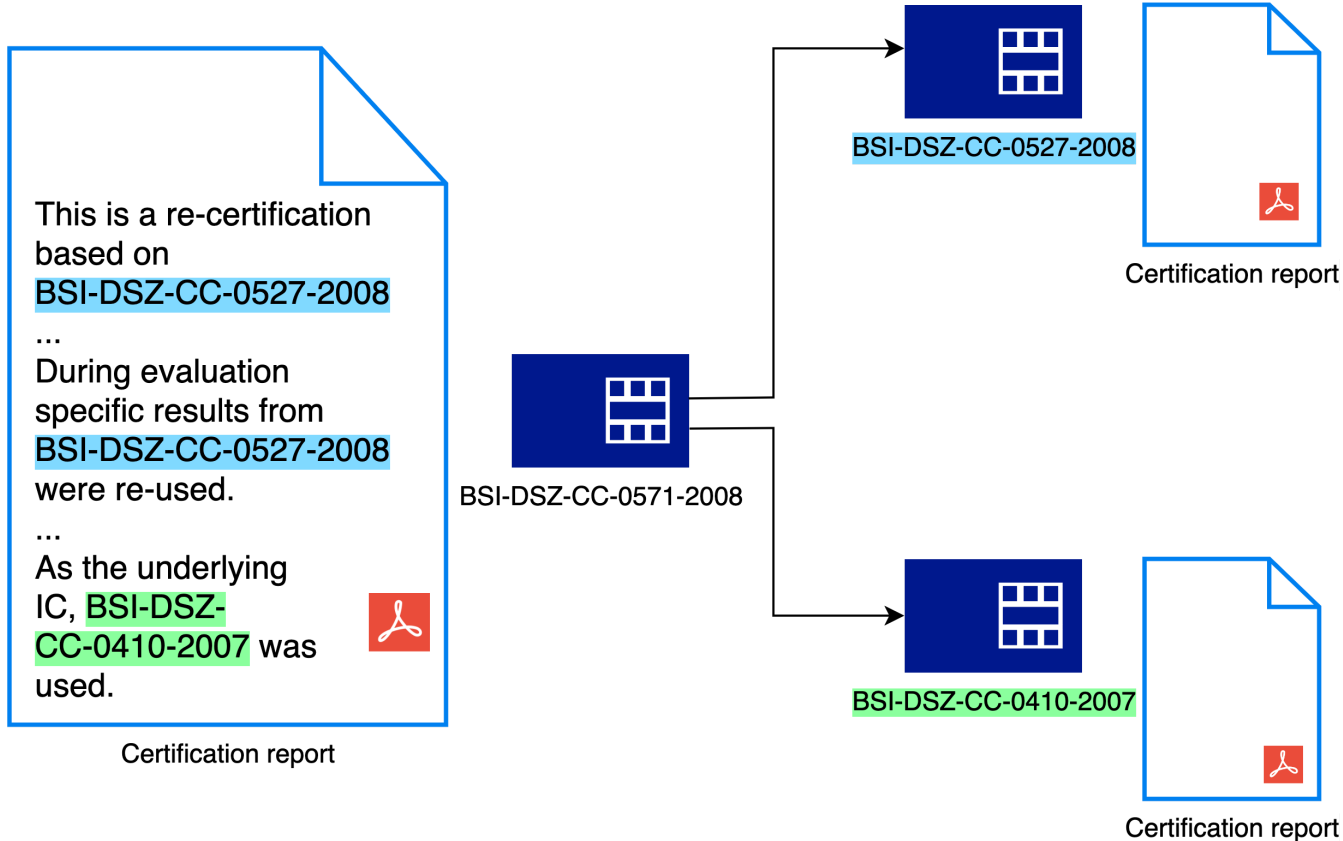 This is a re-certification
based on
BSI-DSZ-CC-0527-2008
...
During evaluation
specific results from
BSI-DSZ-CC-0527-2008
were re-used.
...
As the underlying
IC, BSI-DSZ-
CC-0410-2007 was
used.
Certification report
BSI-DSZ-CC-0571-2008
BSI-DSZ-CC-0527-2008
Certification report
BSI-DSZ-CC-0410-2007
Certification report